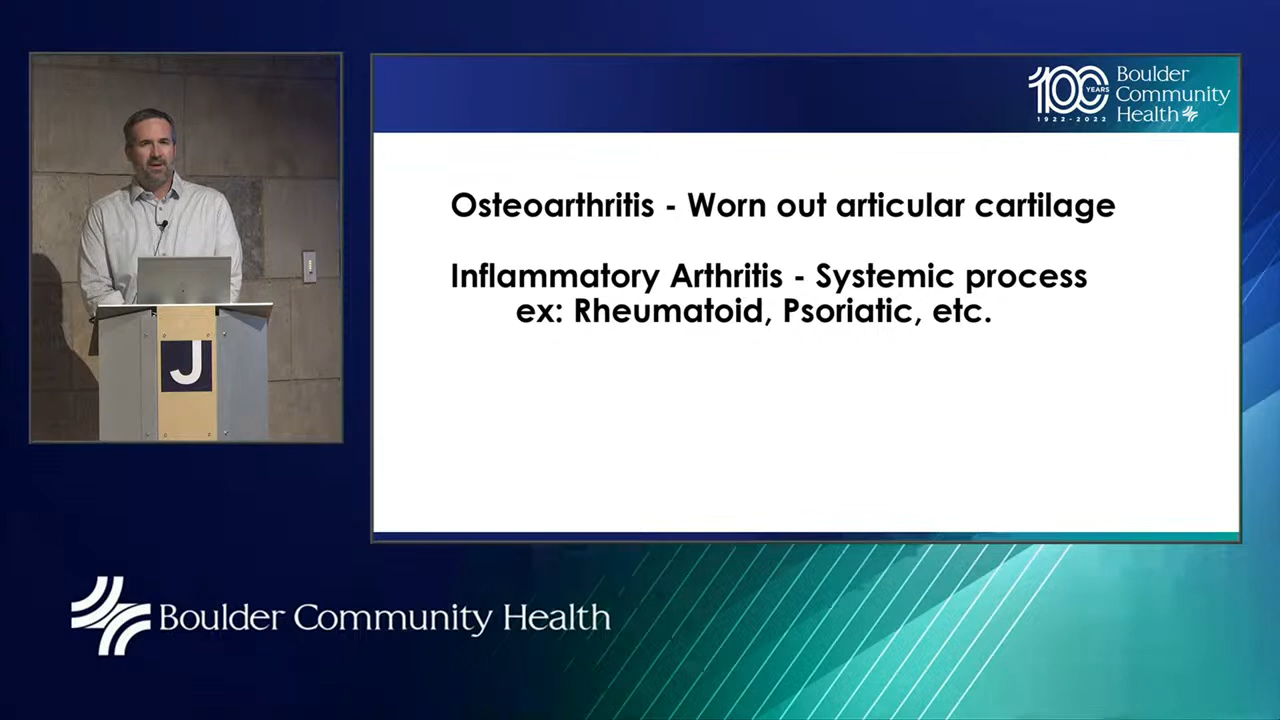 100 YEARS
1922-2022
Boulder
Community
Health
Osteoarthritis - Worn out articular cartilage
Inflammatory Arthritis - Systemic process
ex: Rheumatoid, Psoriatic, etc.
J
Boulder Community Health